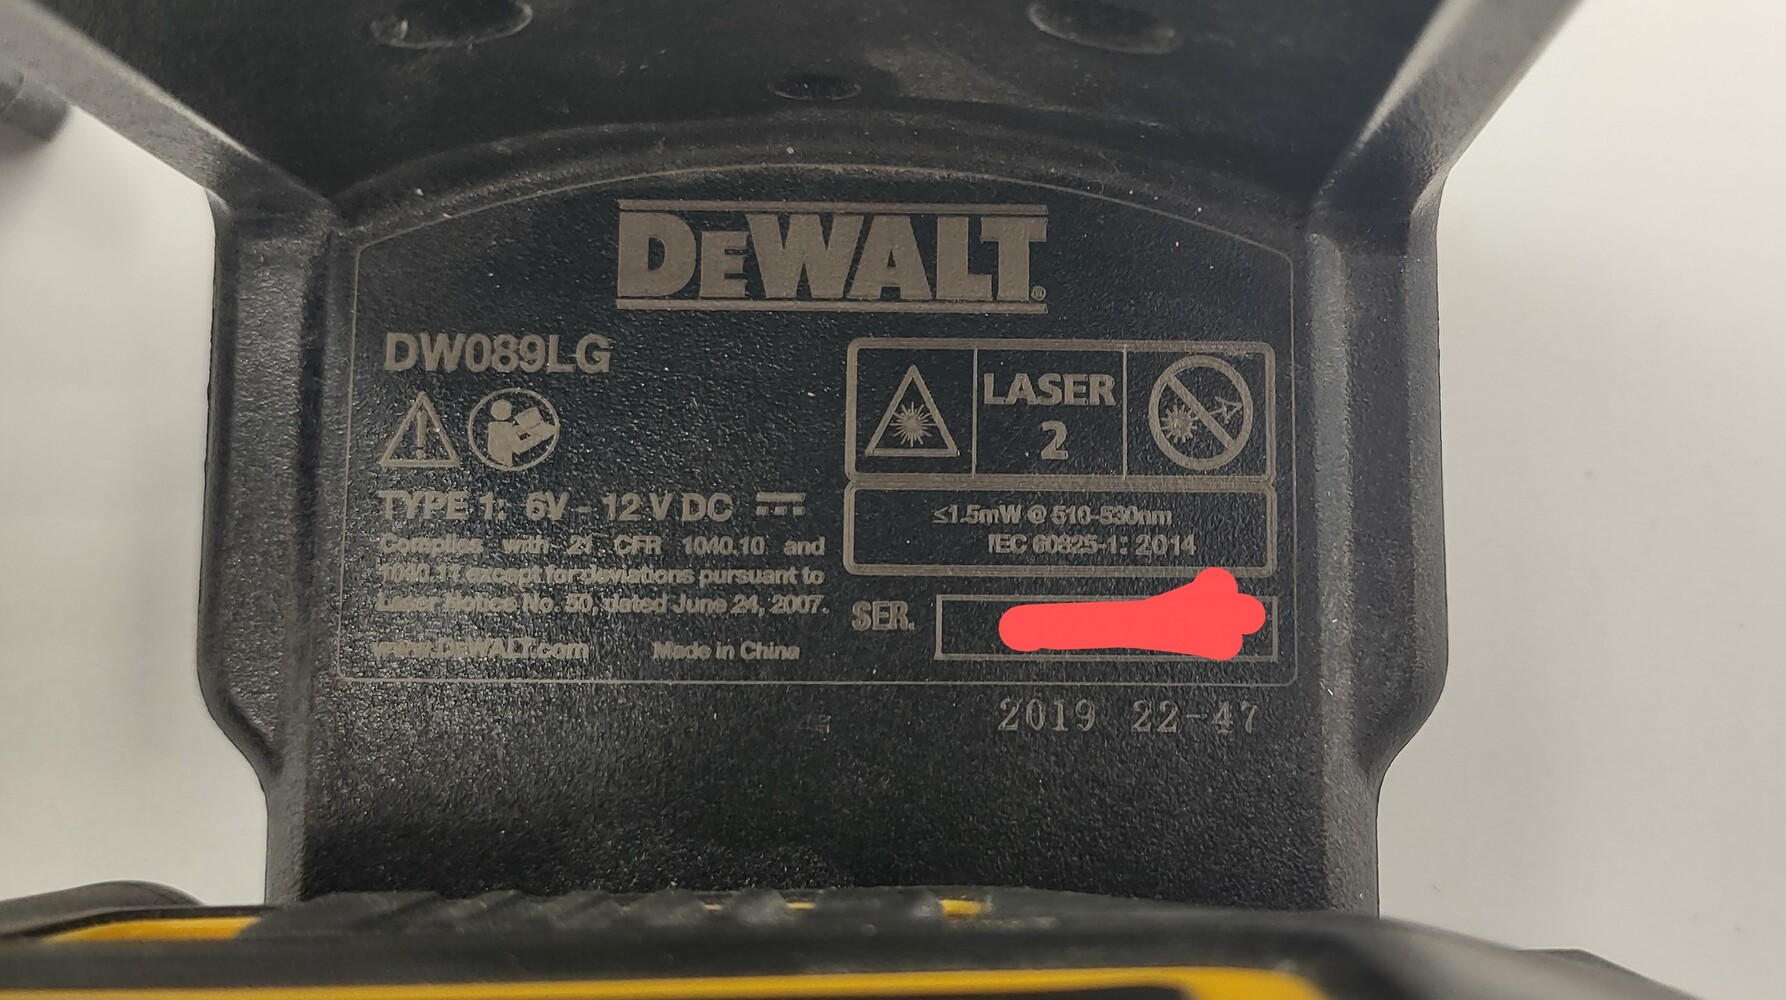 DEWALT®
DW089LG
LASER
2
TYPE 1: 6V - 12 V DC
≤1.5mW @ 510-530nm
IEC 60825-1: 2014
Complies with 21 CFR 1040.10 and
1040.11 except for deviations pursuant to
Laser Notice No. 50, dated June 24, 2007.
SER.
www.DEWALT.com Made in China
2019 22-47